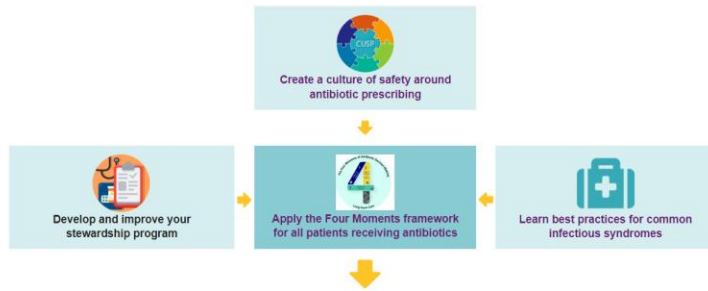 CUSP
Create a culture of safety around
antibiotic prescribing
Develop and improve your
stewardship program
4
Apply the Four Moments framework
for all patients receiving antibiotics
Learn best practices for common
infectious syndromes